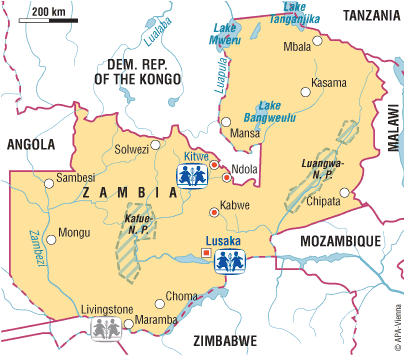 200 km
TANZANIA
Lualaba
Lake
Mweru
Lake
Tanganjika
Mbala
DEM. REP.
OF THE KONGO
Luapula
Kasama
Lake
Bangweulu
Mansa
MALAWI
ANGOLA
Solwezi
Kitwe
Ndola
Luangwa-
N. P.
Sambesi
ZAMBIA
Kafue-
N. P.
Kabwe
Chipata
Zambezi
Mongu
Lusaka
MOZAMBIQUE
Choma
Livingstone
Maramba
ZIMBABWE
© APA-Vienna